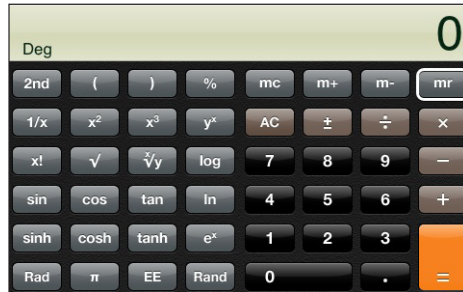 Deg 0
2nd ( ) % mc m+ m- mr
1/x x² x³ yˣ AC ± ÷ ×
x! √ ˣ√y log 7 8 9 −
sin cos tan ln 4 5 6 +
sinh cosh tanh eˣ 1 2 3
Rad π EE Rand 0 . =